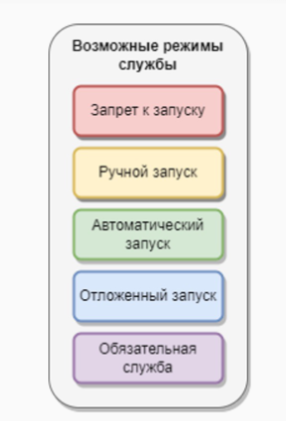 Возможные режимы
службы
Запрет к запуску
Ручной запуск
Автоматический
запуск
Отложенный запуск
Обязательная
служба